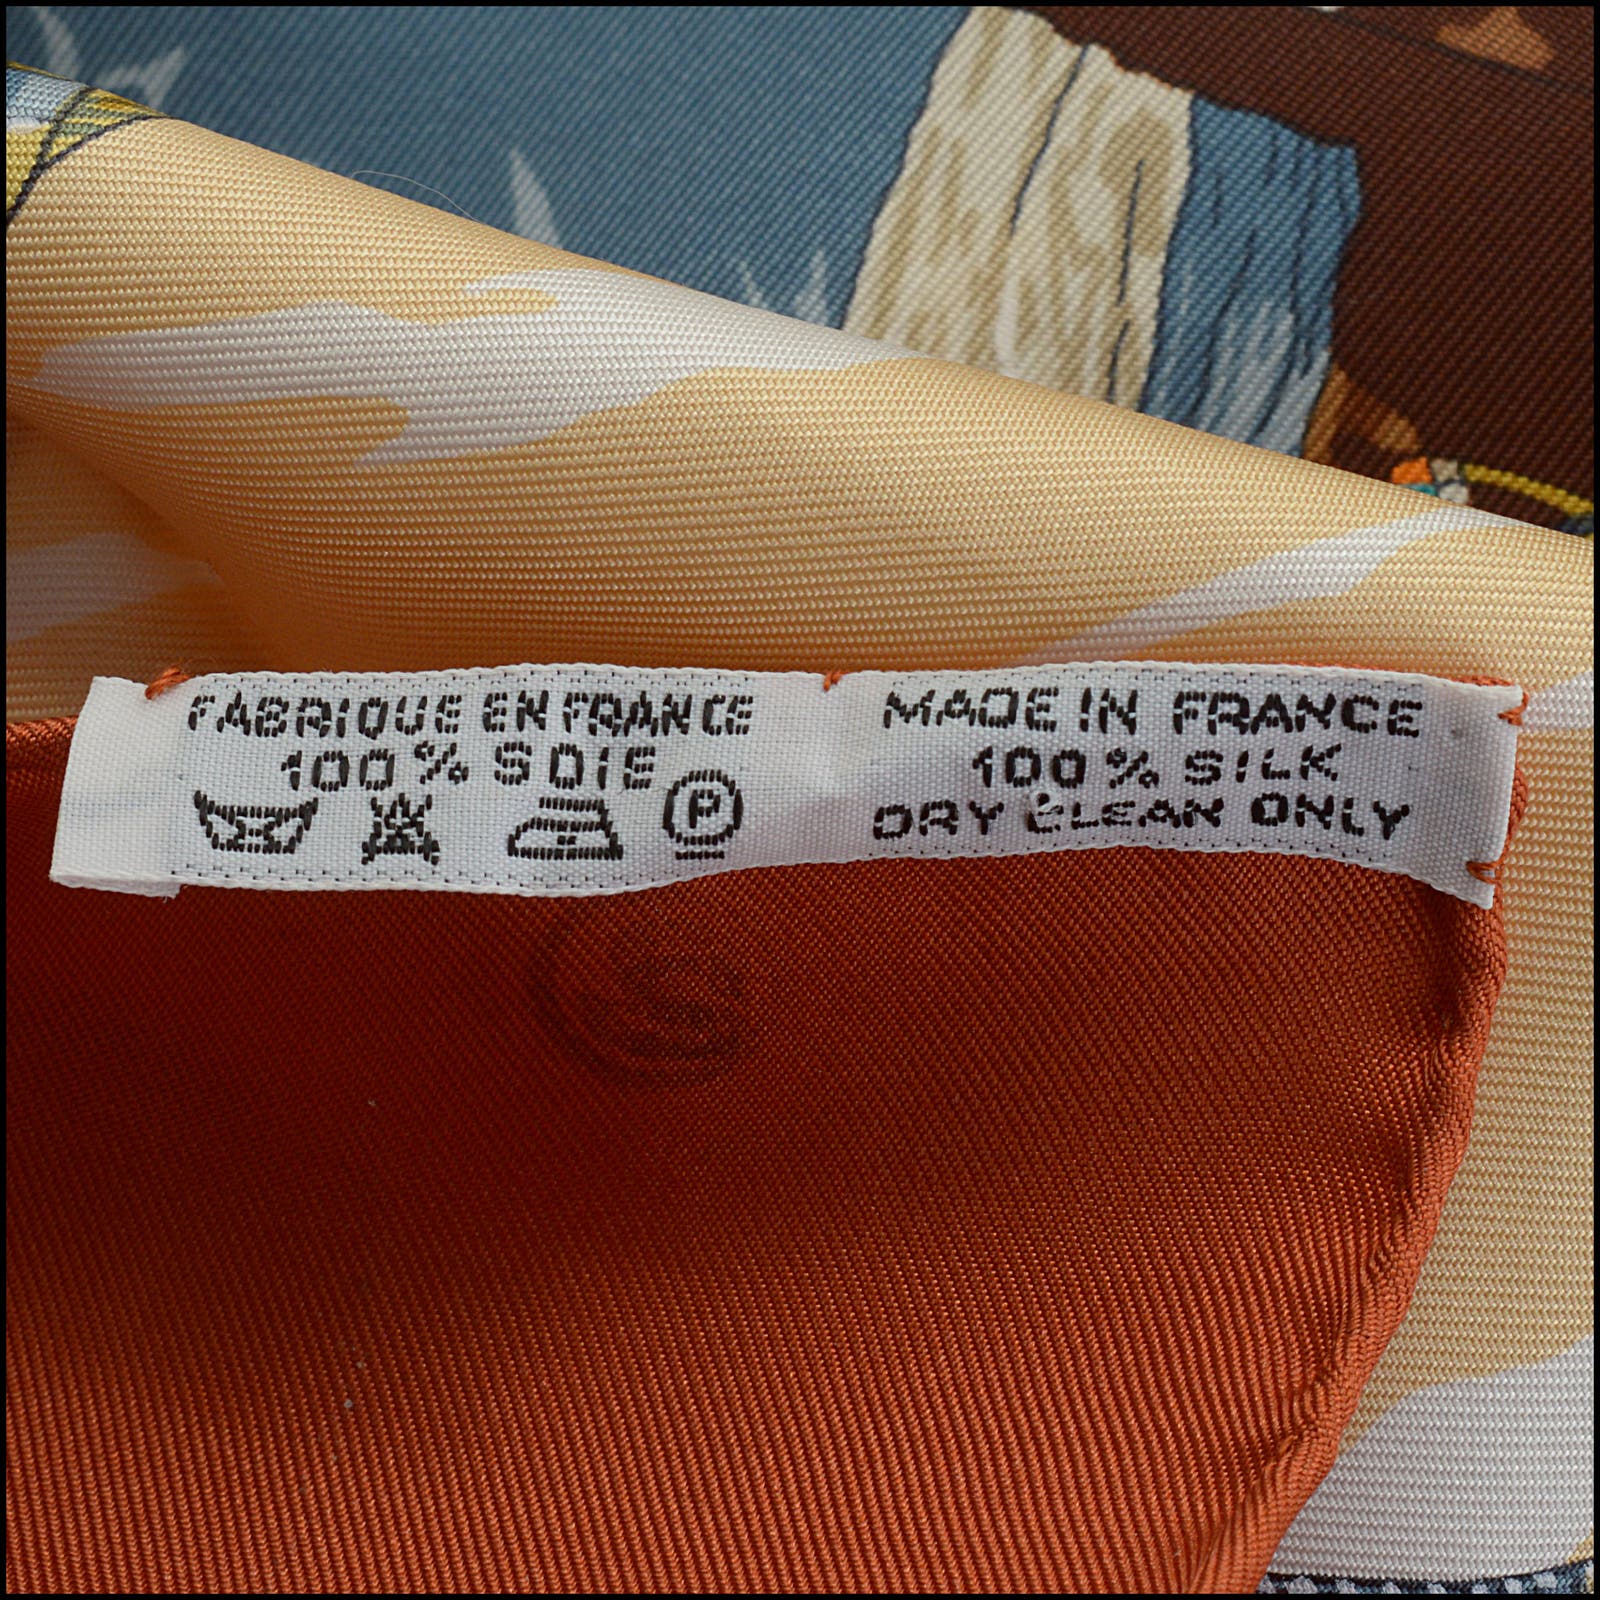 FABRIQUE EN FRANCE
100% SOIE
P
MADE IN FRANCE
100% SILK
DRY CLEAN ONLY